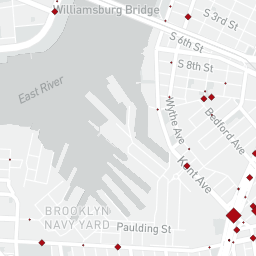 Williamsburg Bridge
S 3rd St
S 6th St
S 8th St
East River
Wythe Ave
Bedford Ave
Kent Ave
BROOKLYN
NAVY YARD
Paulding St